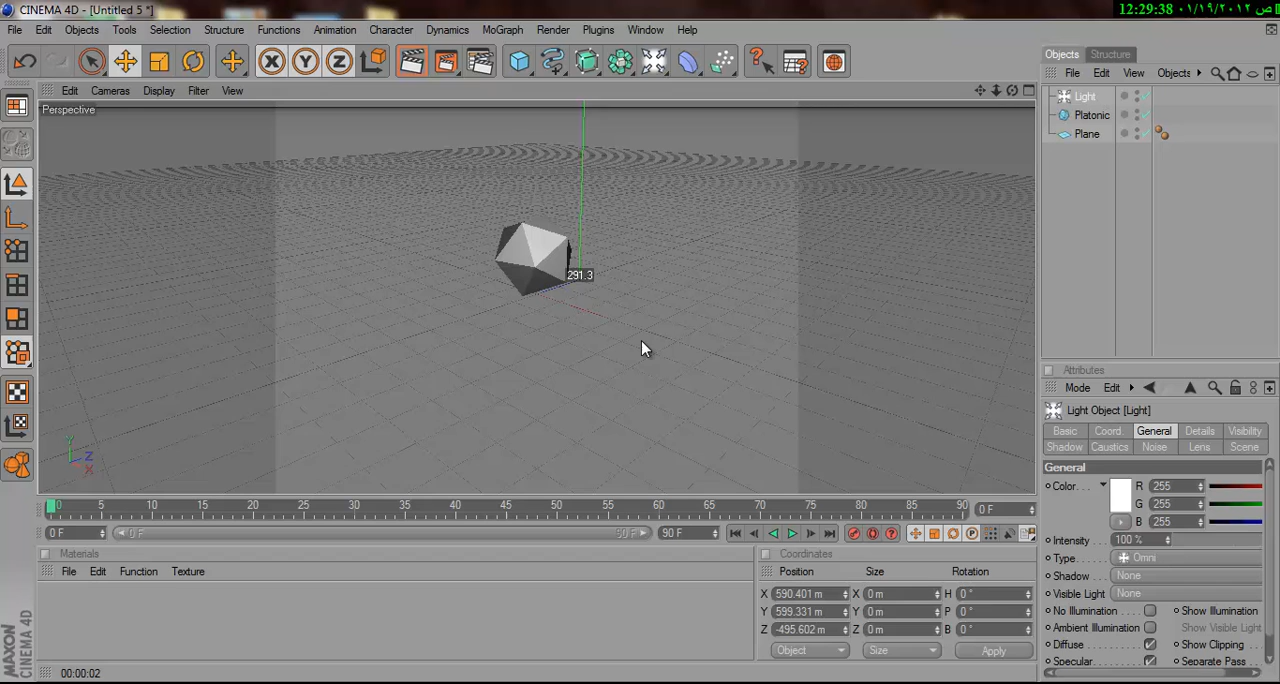 CINEMA 4D - [Untitled 5 *]
12:29:38 ص ٠١/١٩/٢٠١٢
File Edit Objects Tools Selection Structure Functions Animation Character Dynamics MoGraph Render Plugins Window Help
X Y Z
Objects Structure
File Edit View Objects
Edit Cameras Display Filter View
Perspective
Light
Platonic
Plane
291.3
Y
Z
X
Attributes
Mode Edit
Light Object [Light]
Basic Coord. General Details Visibility
Shadow Caustics Noise Lens Scene
General
Color... R 255
G 255
B 255
Intensity 100 %
Type Omni
Shadow None
Visible Light None
No Illumination Show Illumination
Ambient Illumination Show Visible Light
Diffuse Show Clipping
Specular Separate Pass
0 5 10 15 20 25 30 35 40 45 50 55 60 65 70 75 80 85 90 0 F
0 F 0 F 90 F 90 F
Materials
File Edit Function Texture
Coordinates
Position Size Rotation
X 590.401 m X 0 m H 0 °
Y 599.331 m Y 0 m P 0 °
Z -495.602 m Z 0 m B 0 °
Object Size Apply
MAXON
CINEMA 4D
00:00:02